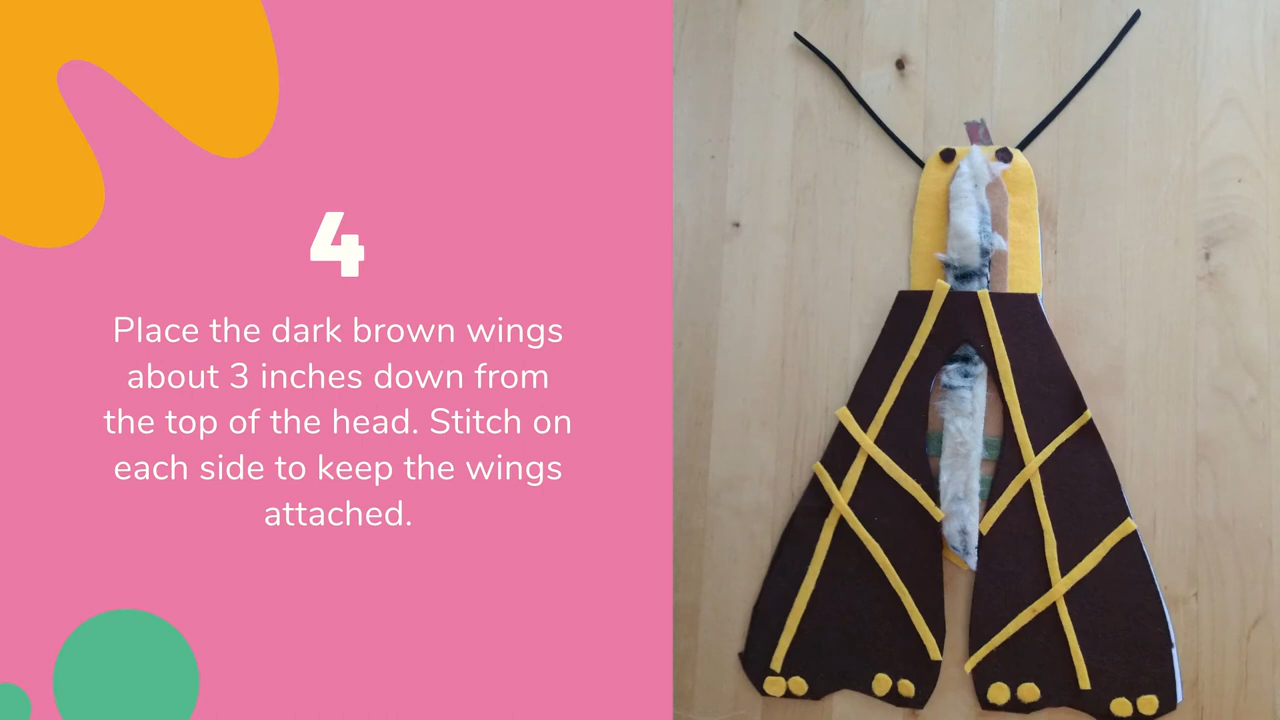 4
Place the dark brown wings
about 3 inches down from
the top of the head. Stitch on
each side to keep the wings
attached.